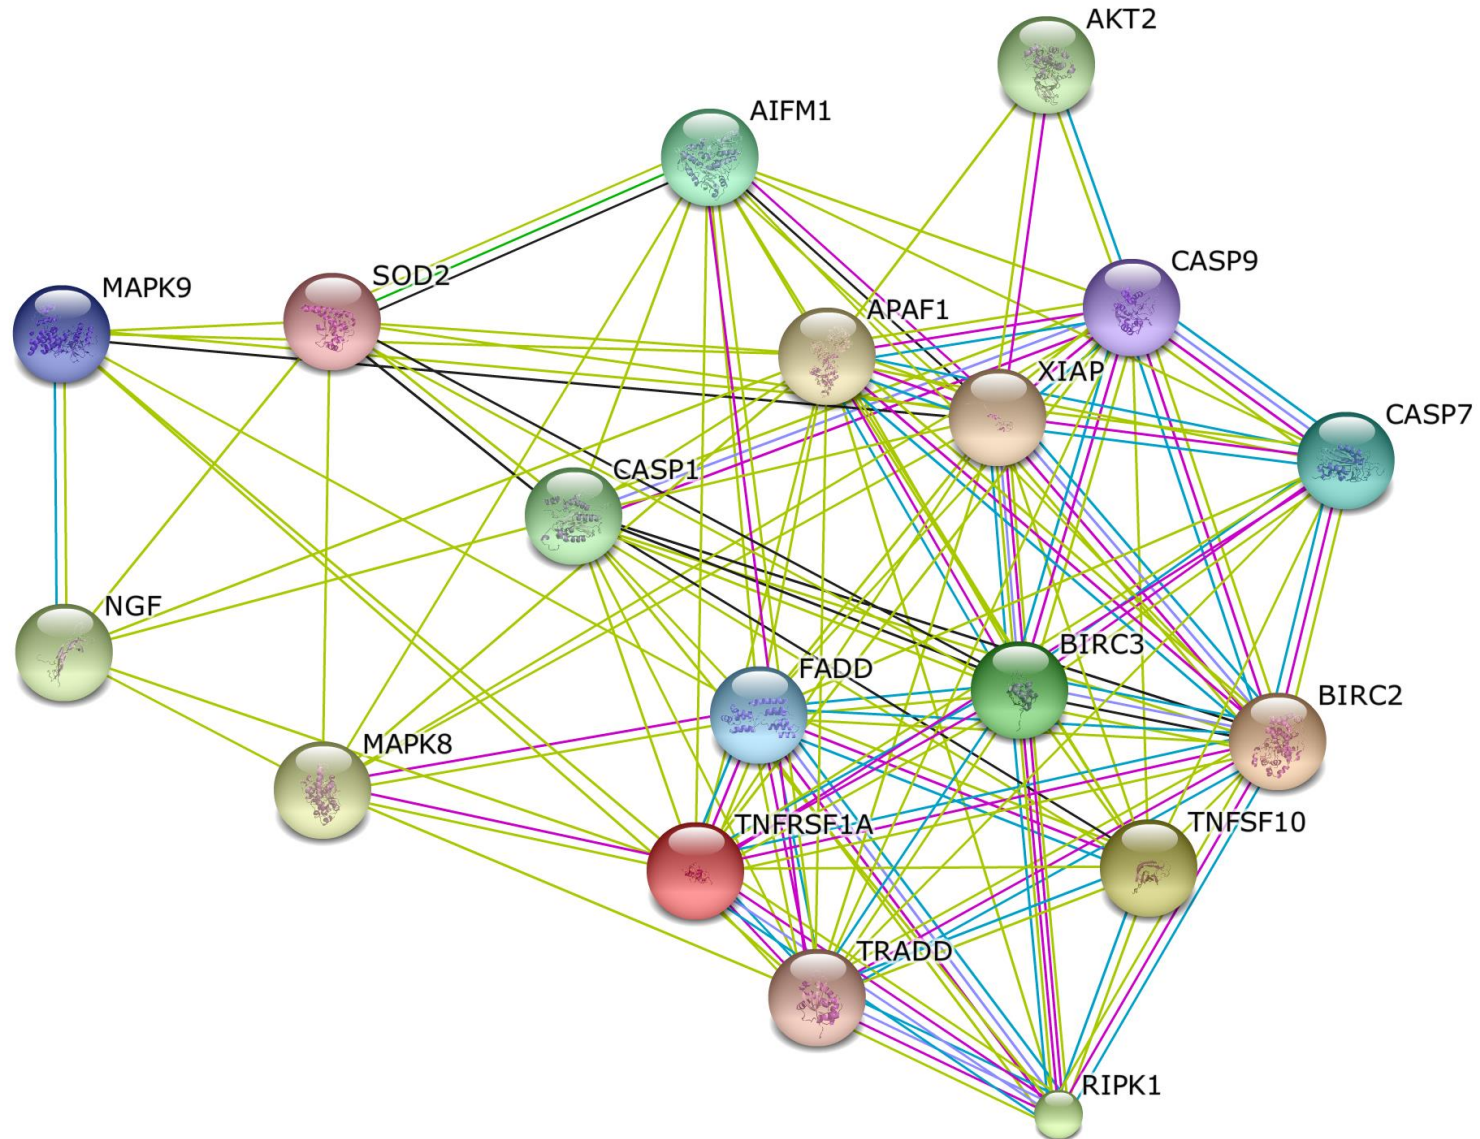 AKT2
AIFM1
CASP9
SOD2
MAPK9
APAF1
XIAP
CASP7
CASP1
NGF
BIRC3
FADD
BIRC2
MAPK8
TNFRSF1A
TNFSF10
TRADD
RIPK1